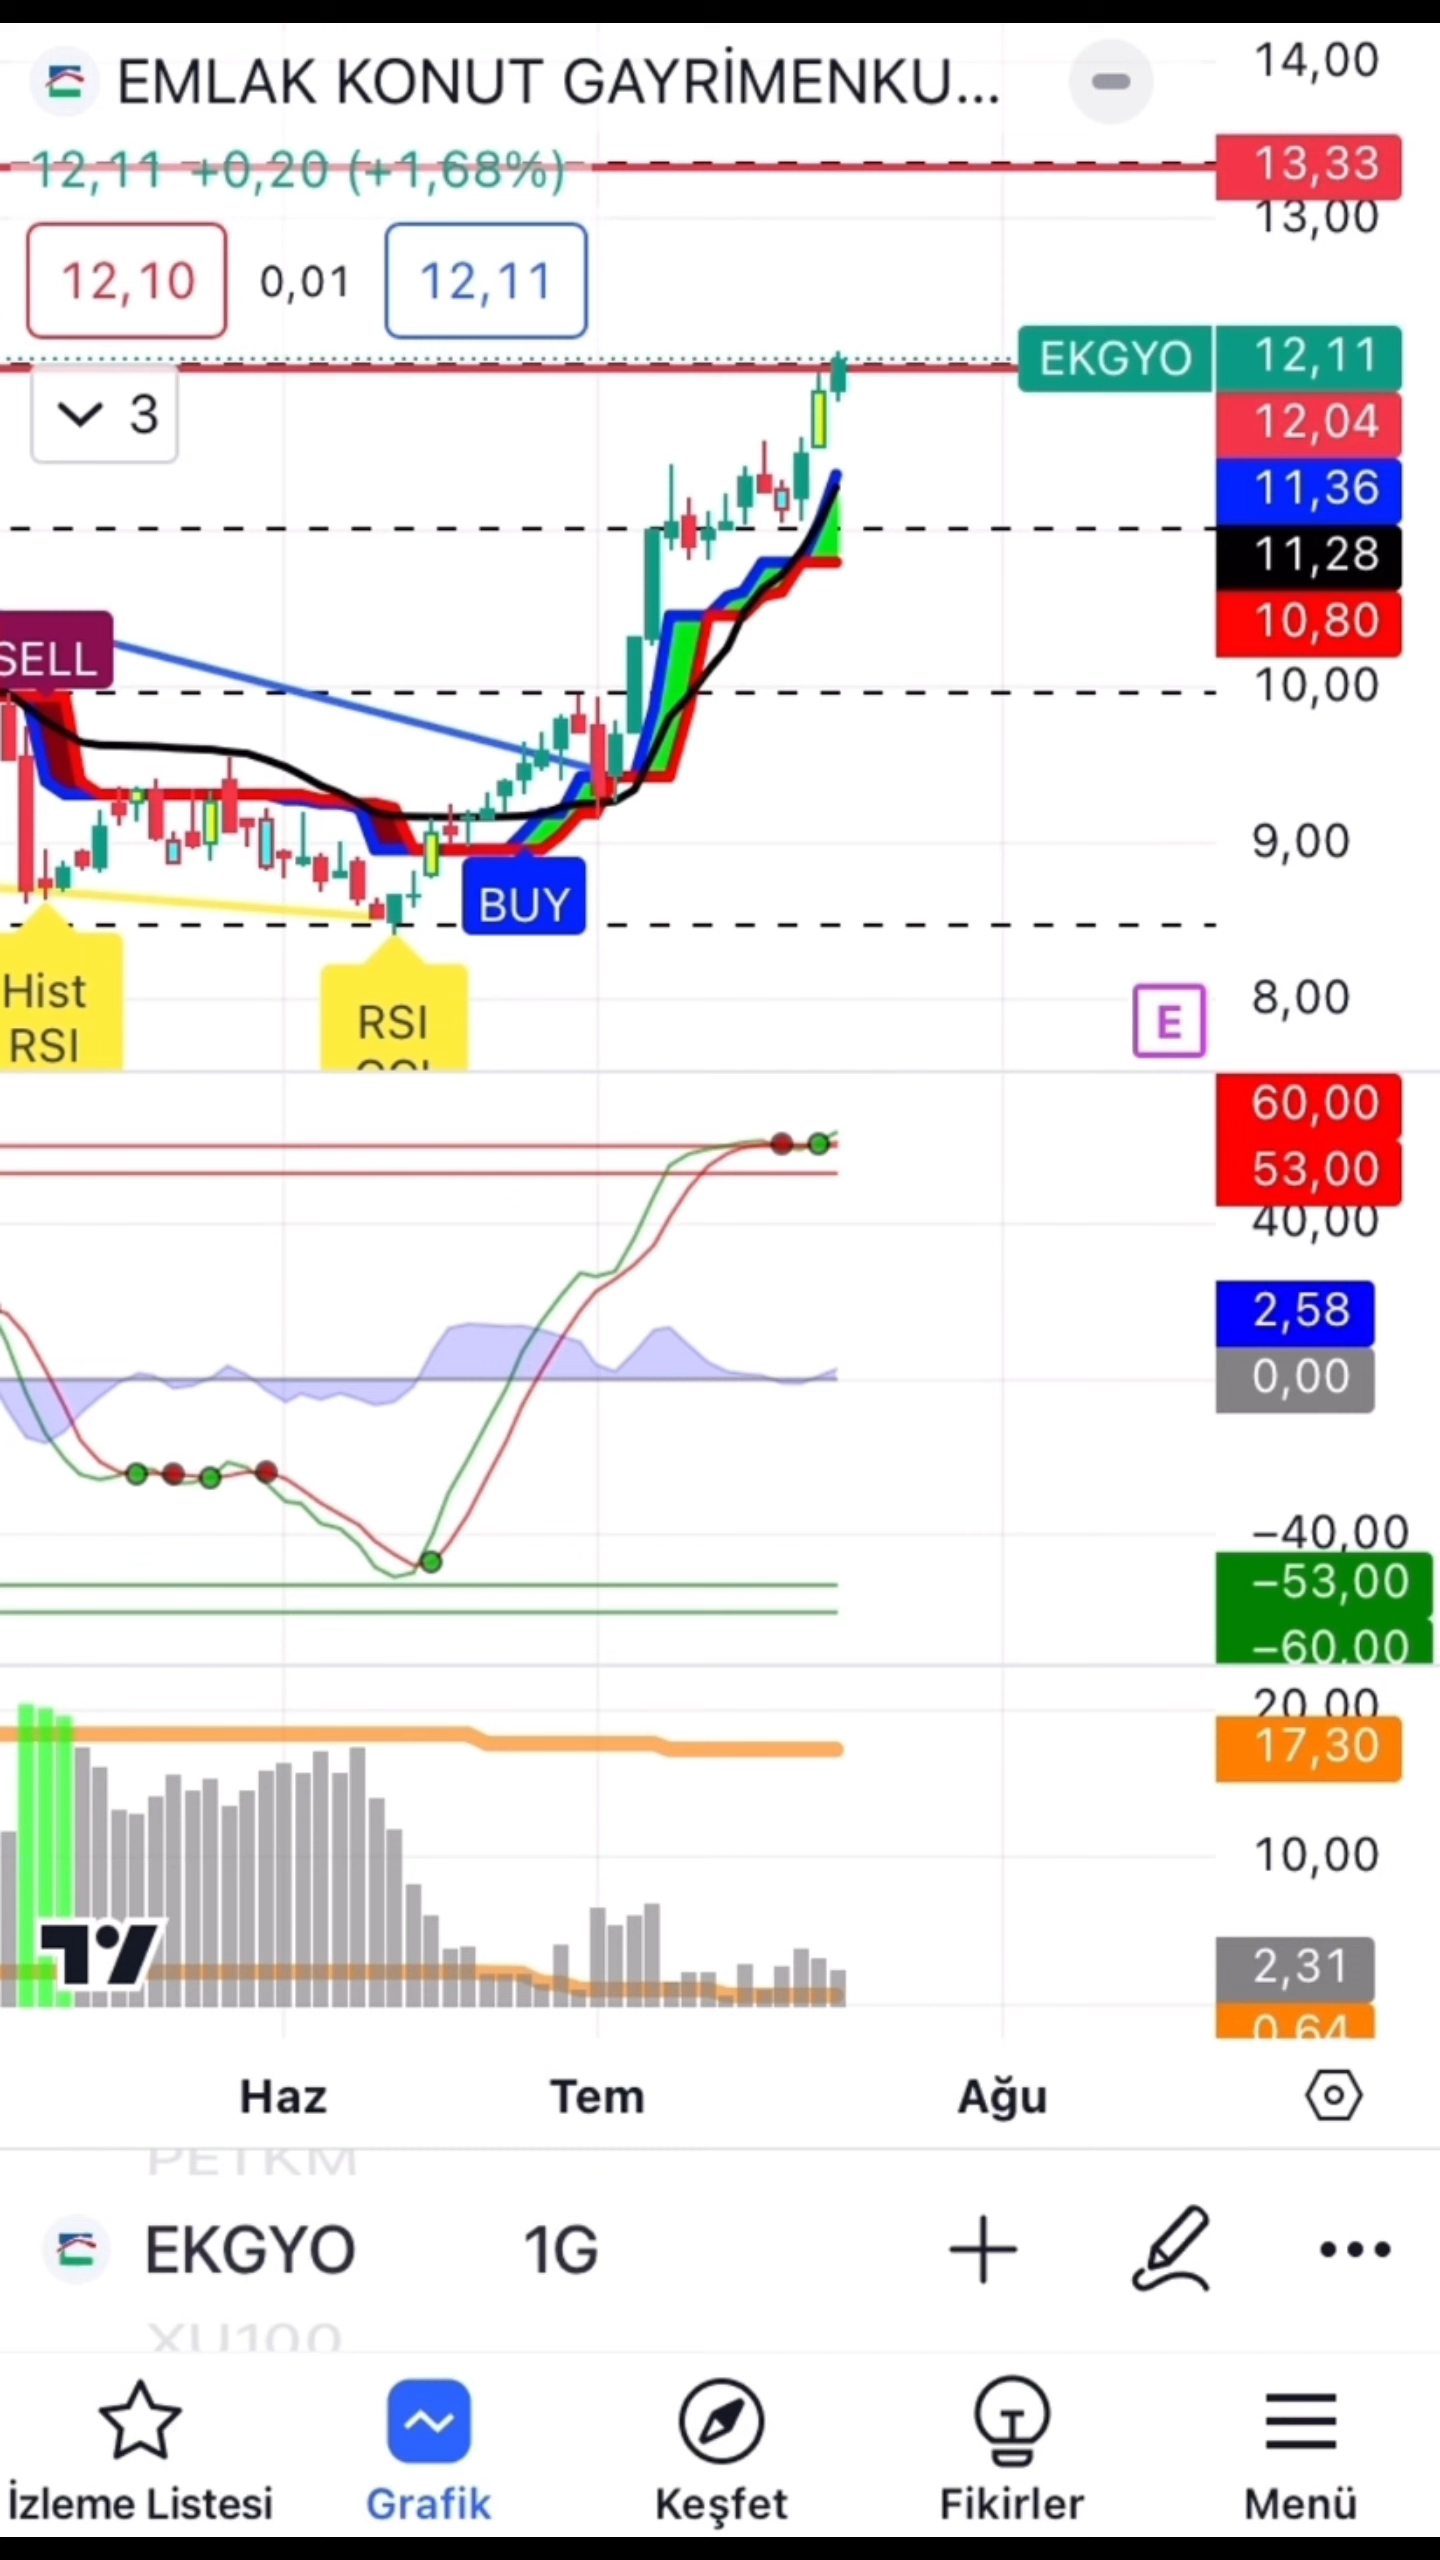 EMLAK KONUT GAYRİMENKU...
12,11 +0,20 (+1,68%)
12,10 0,01 12,11
3
14,00
13,33
13,00
EKGYO 12,11
12,04
11,36
11,28
10,80
10,00
9,00
8,00
SELL
BUY
Hist
RSI
RSI
E
60,00
53,00
40,00
2,58
0,00
−40,00
−53,00
−60,00
20,00
17,30
10,00
2,31
0,64
Haz Tem Ağu
PETKM
EKGYO 1G
XU100
İzleme Listesi Grafik Keşfet Fikirler Menü